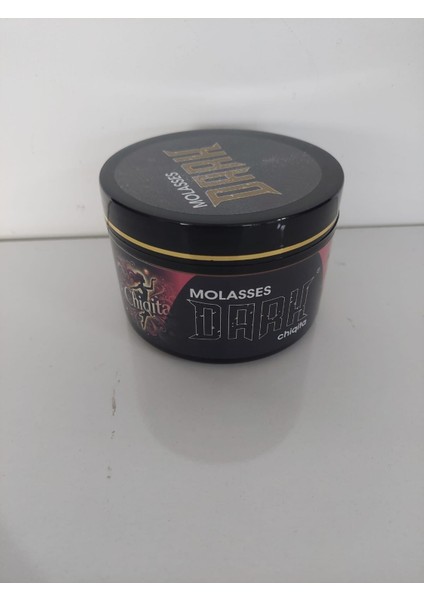 MOLASSES
DARK
Chiqita
MOLASSES
DARK
chiqita